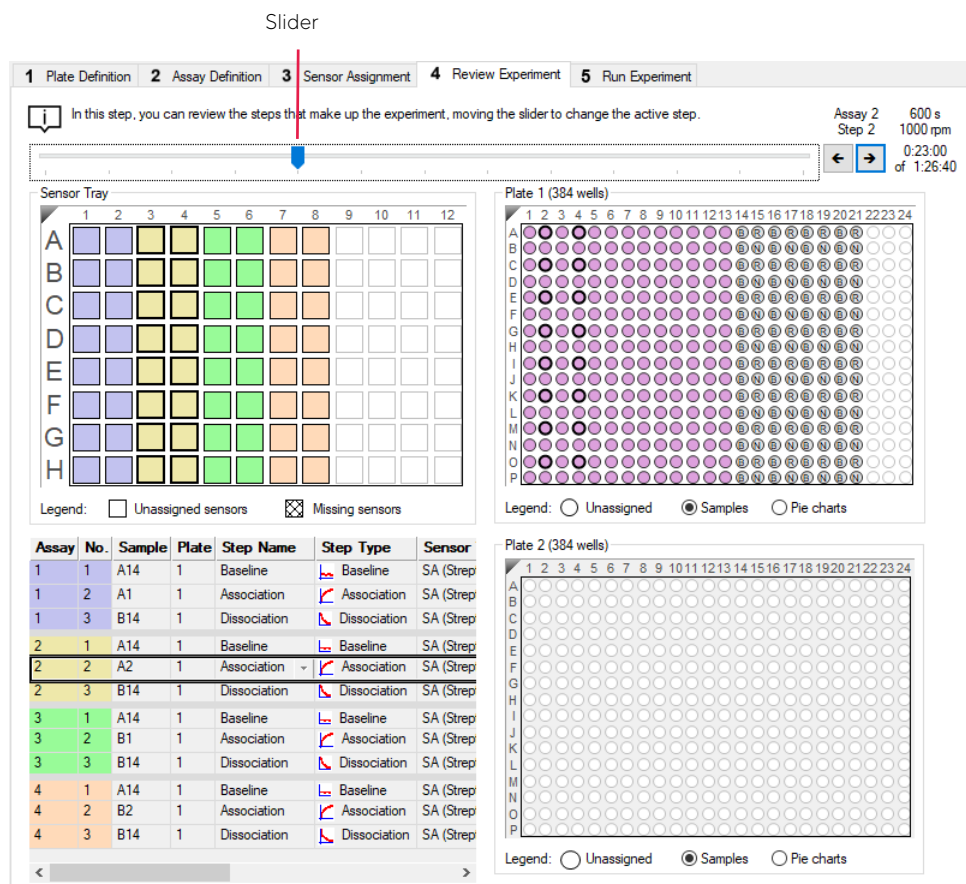 Slider
1 Plate Definition 2 Assay Definition 3 Sensor Assignment 4 Review Experiment 5 Run Experiment
i In this step, you can review the steps that make up the experiment, moving the slider to change the active step.
Assay 2 600 s
Step 2 1000 rpm
0:23:00
of 1:26:40
Sensor Tray
1 2 3 4 5 6 7 8 9 10 11 12
A
B
C
D
E
F
G
H
Legend: Unassigned sensors Missing sensors
Plate 1 (384 wells)
1 2 3 4 5 6 7 8 9 10 11 12 13 14 15 16 17 18 19 20 21 22 23 24
A B R B R B R B R
B B N B N B N B N
C B R B R B R B R
D B N B N B N B N
E B R B R B R B R
F B N B N B N B N
G B R B R B R B R
H B N B N B N B N
I B R B R B R B R
J B N B N B N B N
K B R B R B R B R
L B N B N B N B N
M B R B R B R B R
N B N B N B N B N
O B R B R B R B R
P B N B N B N B N
Legend: Unassigned Samples Pie charts
Assay No. Sample Plate Step Name Step Type Sensor
1 1 A14 1 Baseline Baseline SA (Strept
1 2 A1 1 Association Association SA (Strept
1 3 B14 1 Dissociation Dissociation SA (Strept
2 1 A14 1 Baseline Baseline SA (Strept
2 2 A2 1 Association Association SA (Strept
2 3 B14 1 Dissociation Dissociation SA (Strept
3 1 A14 1 Baseline Baseline SA (Strept
3 2 B1 1 Association Association SA (Strept
3 3 B14 1 Dissociation Dissociation SA (Strept
4 1 A14 1 Baseline Baseline SA (Strept
4 2 B2 1 Association Association SA (Strept
4 3 B14 1 Dissociation Dissociation SA (Strept
Plate 2 (384 wells)
1 2 3 4 5 6 7 8 9 10 11 12 13 14 15 16 17 18 19 20 21 22 23 24
A
B
C
D
E
F
G
H
I
J
K
L
M
N
O
P
Legend: Unassigned Samples Pie charts